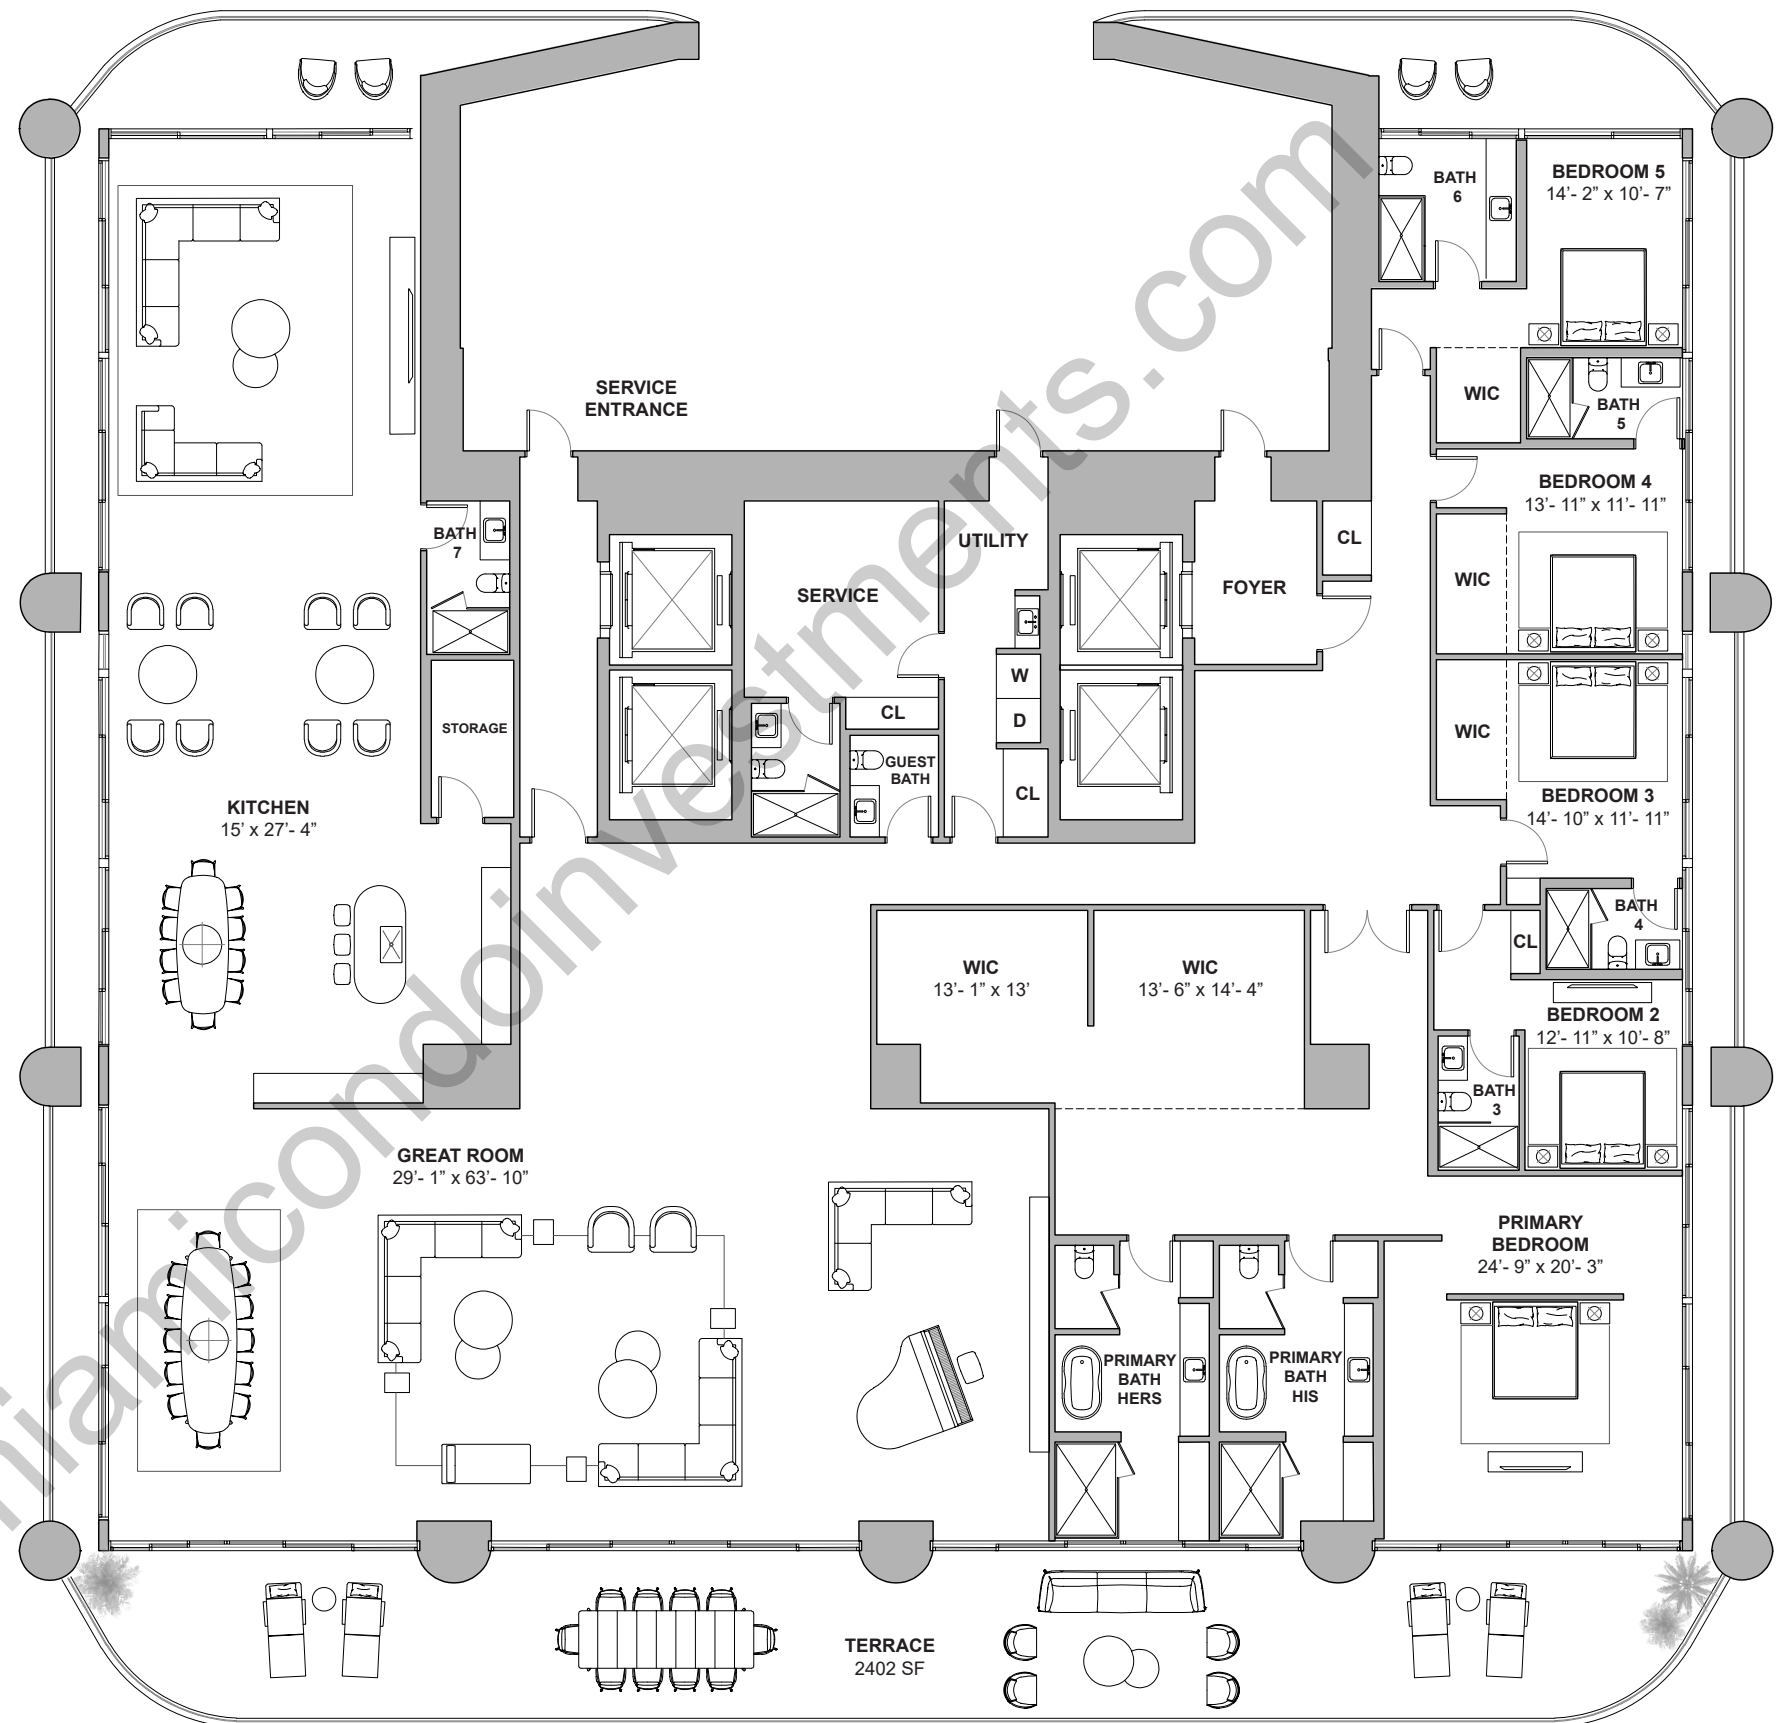 BATH
6
BEDROOM 5
14'- 2" x 10'- 7"
SERVICE
ENTRANCE
WIC
BATH
5
BEDROOM 4
13'- 11" x 11'- 11"
BATH
7
UTILITY
CL
WIC
FOYER
SERVICE
W
D
CL
STORAGE
WIC
GUEST
BATH
CL
KITCHEN
15' x 27'- 4"
BEDROOM 3
14'- 10" x 11'- 11"
BATH
4
CL
WIC
13'- 1" x 13'
WIC
13'- 6" x 14'- 4"
BEDROOM 2
12'- 11" x 10'- 8"
BATH
3
GREAT ROOM
29'- 1" x 63'- 10"
PRIMARY
BEDROOM
24'- 9" x 20'- 3"
PRIMARY
BATH
HERS
PRIMARY
BATH
HIS
TERRACE
2402 SF
miamicondoinvestments.com